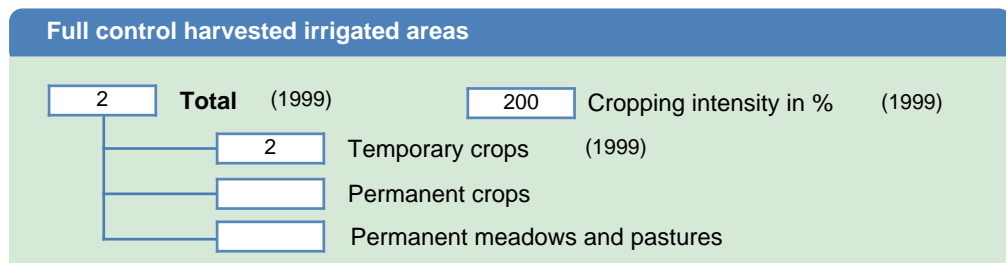 Full control harvested irrigated areas
2 Total (1999) 200 Cropping intensity in % (1999)
2 Temporary crops (1999)
Permanent crops
Permanent meadows and pastures